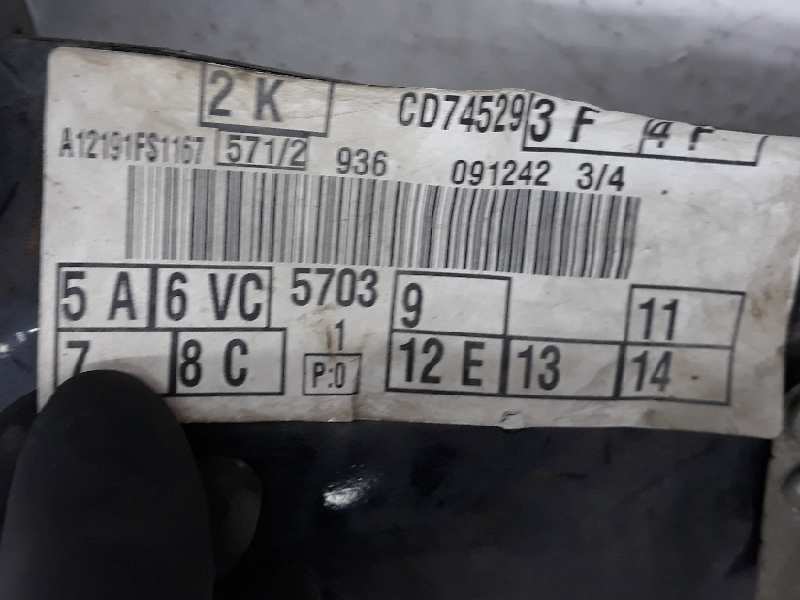 2 K CD74529 3 F 4 F
A12191FS1167 571/2 936 091242 3/4
5 A 6 VC 5703 9 11
7 8 C 1 12 E 13 14
P:0